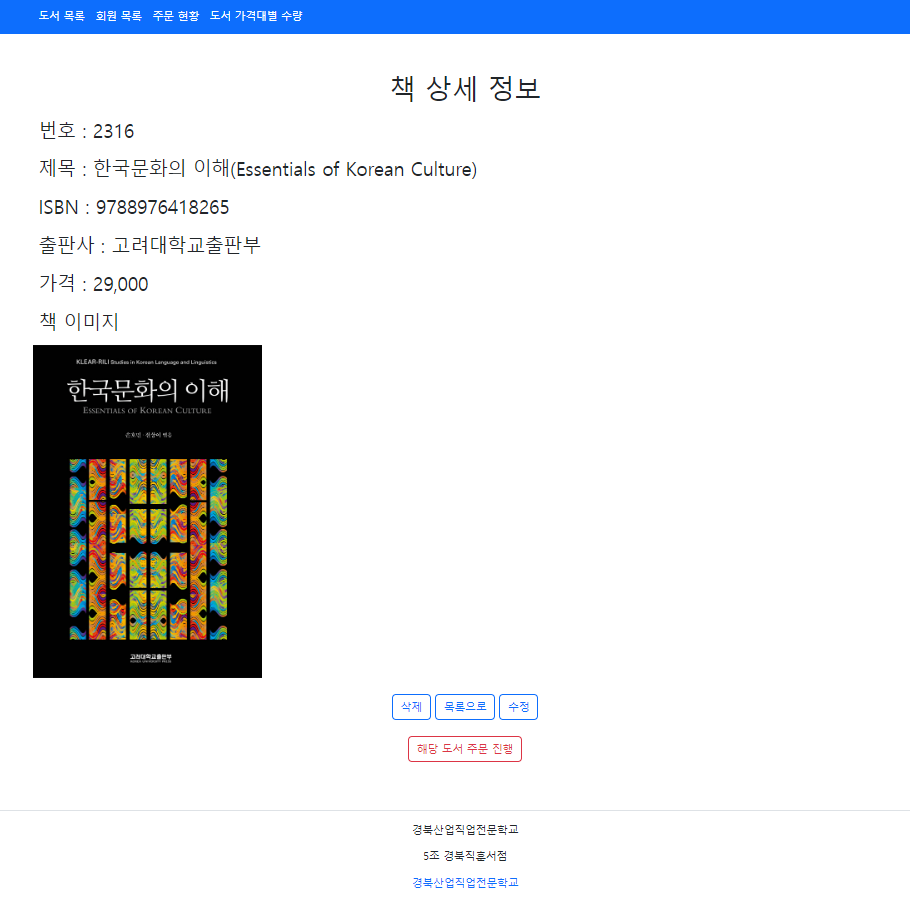 도서 목록 회원 목록 주문 현황 도서 가격대별 수량
책 상세 정보
번호 : 2316
제목 : 한국문화의 이해(Essentials of Korean Culture)
ISBN : 9788976418265
출판사 : 고려대학교출판부
가격 : 29,000
책 이미지
KLEAR-RILI Studies in Korean Language and Linguistics
한국문화의 이해
ESSENTIALS OF KOREAN CULTURE
고려대학교출판부
KOREA UNIVERSITY PRESS
삭제 목록으로 수정
해당 도서 주문 진행
경북산업직업전문학교
5조 경북직훈서점
경북산업직업전문학교